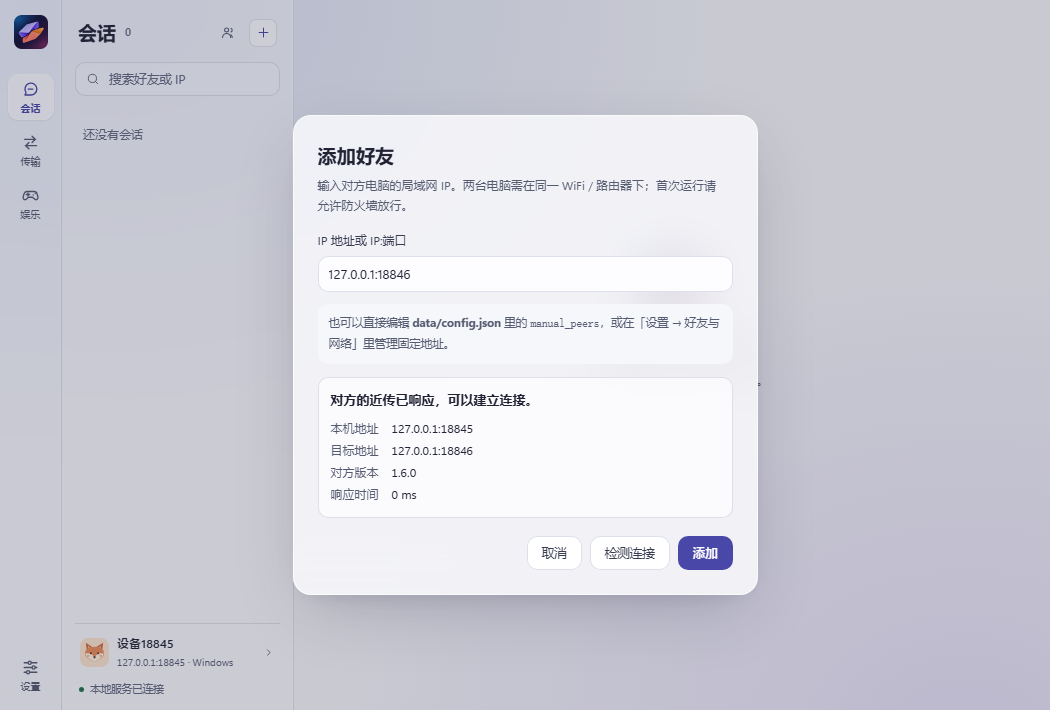 会话 0
搜索好友或 IP
还没有会话
会话
传输
娱乐
添加好友
输入对方电脑的局域网 IP。两台电脑需在同一 WiFi / 路由器下；首次运行请
允许防火墙放行。
IP 地址或 IP:端口
127.0.0.1:18846
也可以直接编辑 data/config.json 里的 manual_peers，或在「设置 → 好友与
网络」里管理固定地址。
对方的近传已响应，可以建立连接。
本机地址 127.0.0.1:18845
目标地址 127.0.0.1:18846
对方版本 1.6.0
响应时间 0 ms
取消 检测连接 添加
设备18845
127.0.0.1:18845 · Windows
本地服务已连接
设置